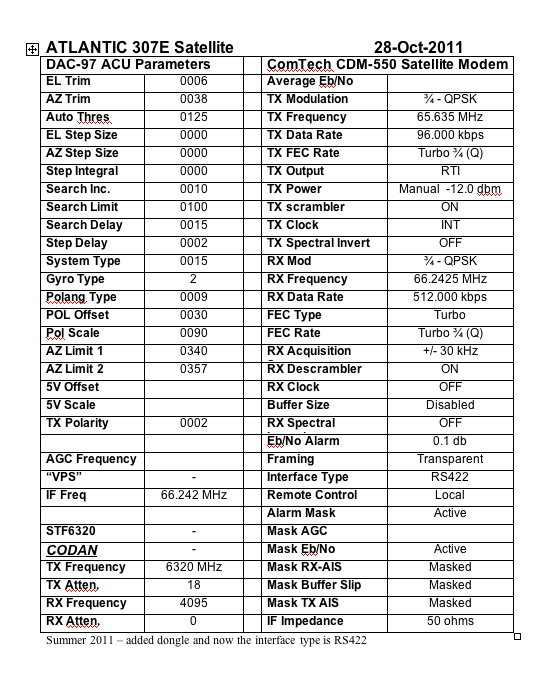 ATLANTIC 307E Satellite 28-Oct-2011
DAC-97 ACU Parameters ComTech CDM-550 Satellite Modem
EL Trim 0006 Average Eb/No
AZ Trim 0038 TX Modulation ¾ - QPSK
Auto Thres 0125 TX Frequency 65.635 MHz
EL Step Size 0000 TX Data Rate 96.000 kbps
AZ Step Size 0000 TX FEC Rate Turbo ¾ (Q)
Step Integral 0000 TX Output RTI
Search Inc. 0010 TX Power Manual -12.0 dbm
Search Limit 0100 TX scrambler ON
Search Delay 0015 TX Clock INT
Step Delay 0002 TX Spectral Invert OFF
System Type 0015 RX Mod ¾ - QPSK
Gyro Type 2 RX Frequency 66.2425 MHz
Polang Type 0009 RX Data Rate 512.000 kbps
POL Offset 0030 FEC Type Turbo
Pol Scale 0090 FEC Rate Turbo ¾ (Q)
AZ Limit 1 0340 RX Acquisition +/- 30 kHz
AZ Limit 2 0357 RX Descrambler ON
5V Offset RX Clock OFF
5V Scale Buffer Size Disabled
TX Polarity 0002 RX Spectral OFF
Eb/No Alarm 0.1 db
AGC Frequency Framing Transparent
“VPS” - Interface Type RS422
IF Freq 66.242 MHz Remote Control Local
Alarm Mask Active
STF6320 - Mask AGC
CODAN - Mask Eb/No Active
TX Frequency 6320 MHz Mask RX-AIS Masked
TX Atten. 18 Mask Buffer Slip Masked
RX Frequency 4095 Mask TX AIS Masked
RX Atten. 0 IF Impedance 50 ohms
Summer 2011 – added dongle and now the interface type is RS422